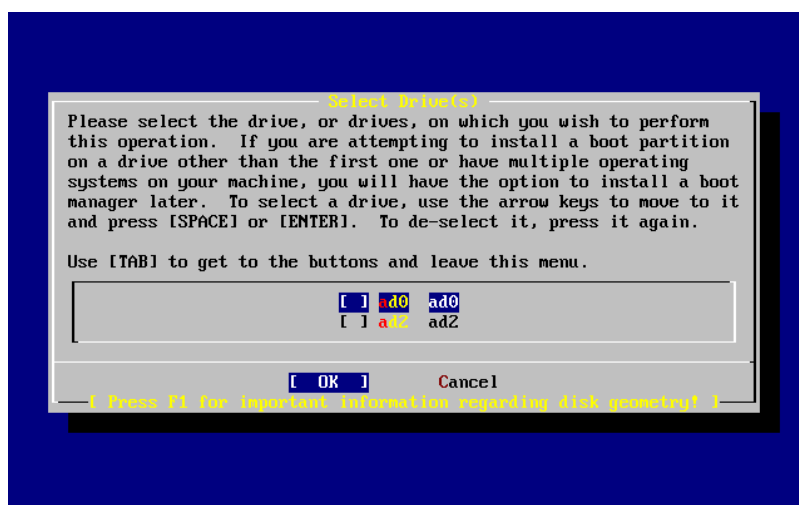 Select Drive(s)
Please select the drive, or drives, on which you wish to perform
this operation.  If you are attempting to install a boot partition
on a drive other than the first one or have multiple operating
systems on your machine, you will have the option to install a boot
manager later.  To select a drive, use the arrow keys to move to it
and press [SPACE] or [ENTER].  To de-select it, press it again.
Use [TAB] to get to the buttons and leave this menu.
[ ] ad0  ad0
[ ] ad2  ad2
[  OK  ]       Cancel
[ Press F1 for important information regarding disk geometry! ]